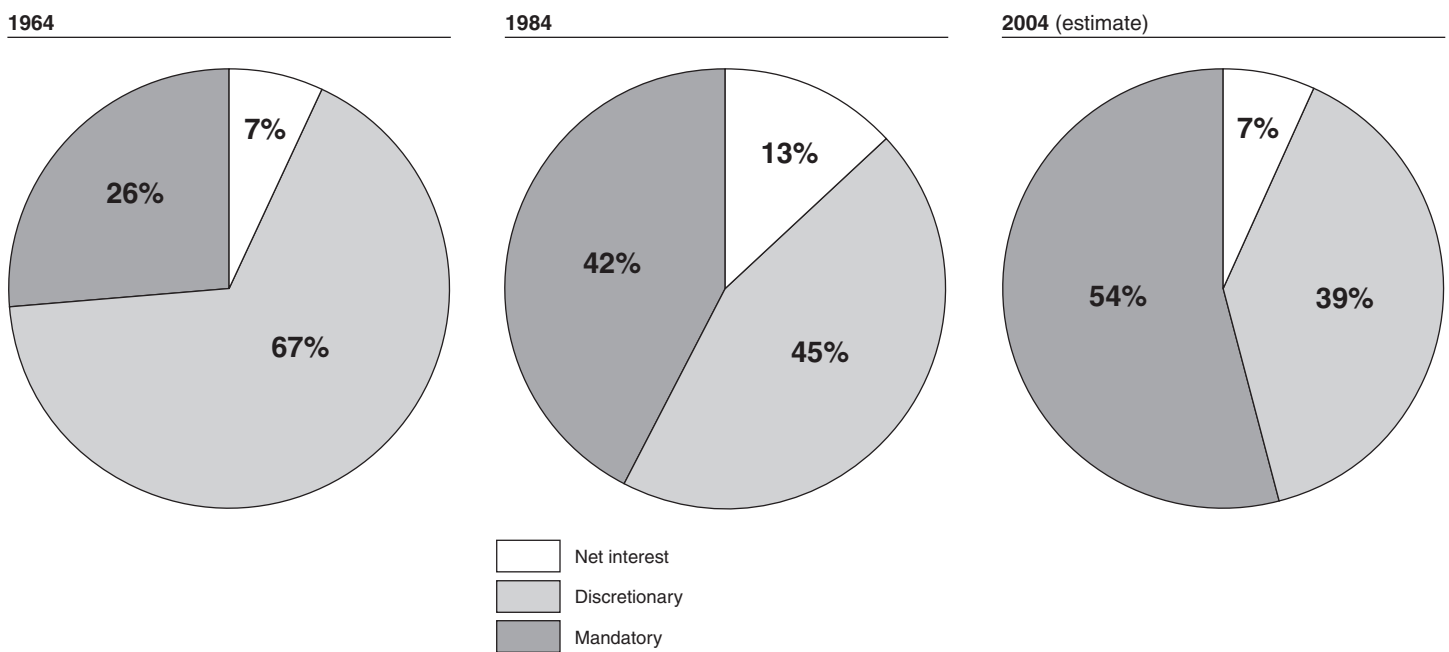 1964
7%
26%
67%
1984
13%
42%
45%
2004 (estimate)
7%
54%
39%
Net interest
Discretionary
Mandatory